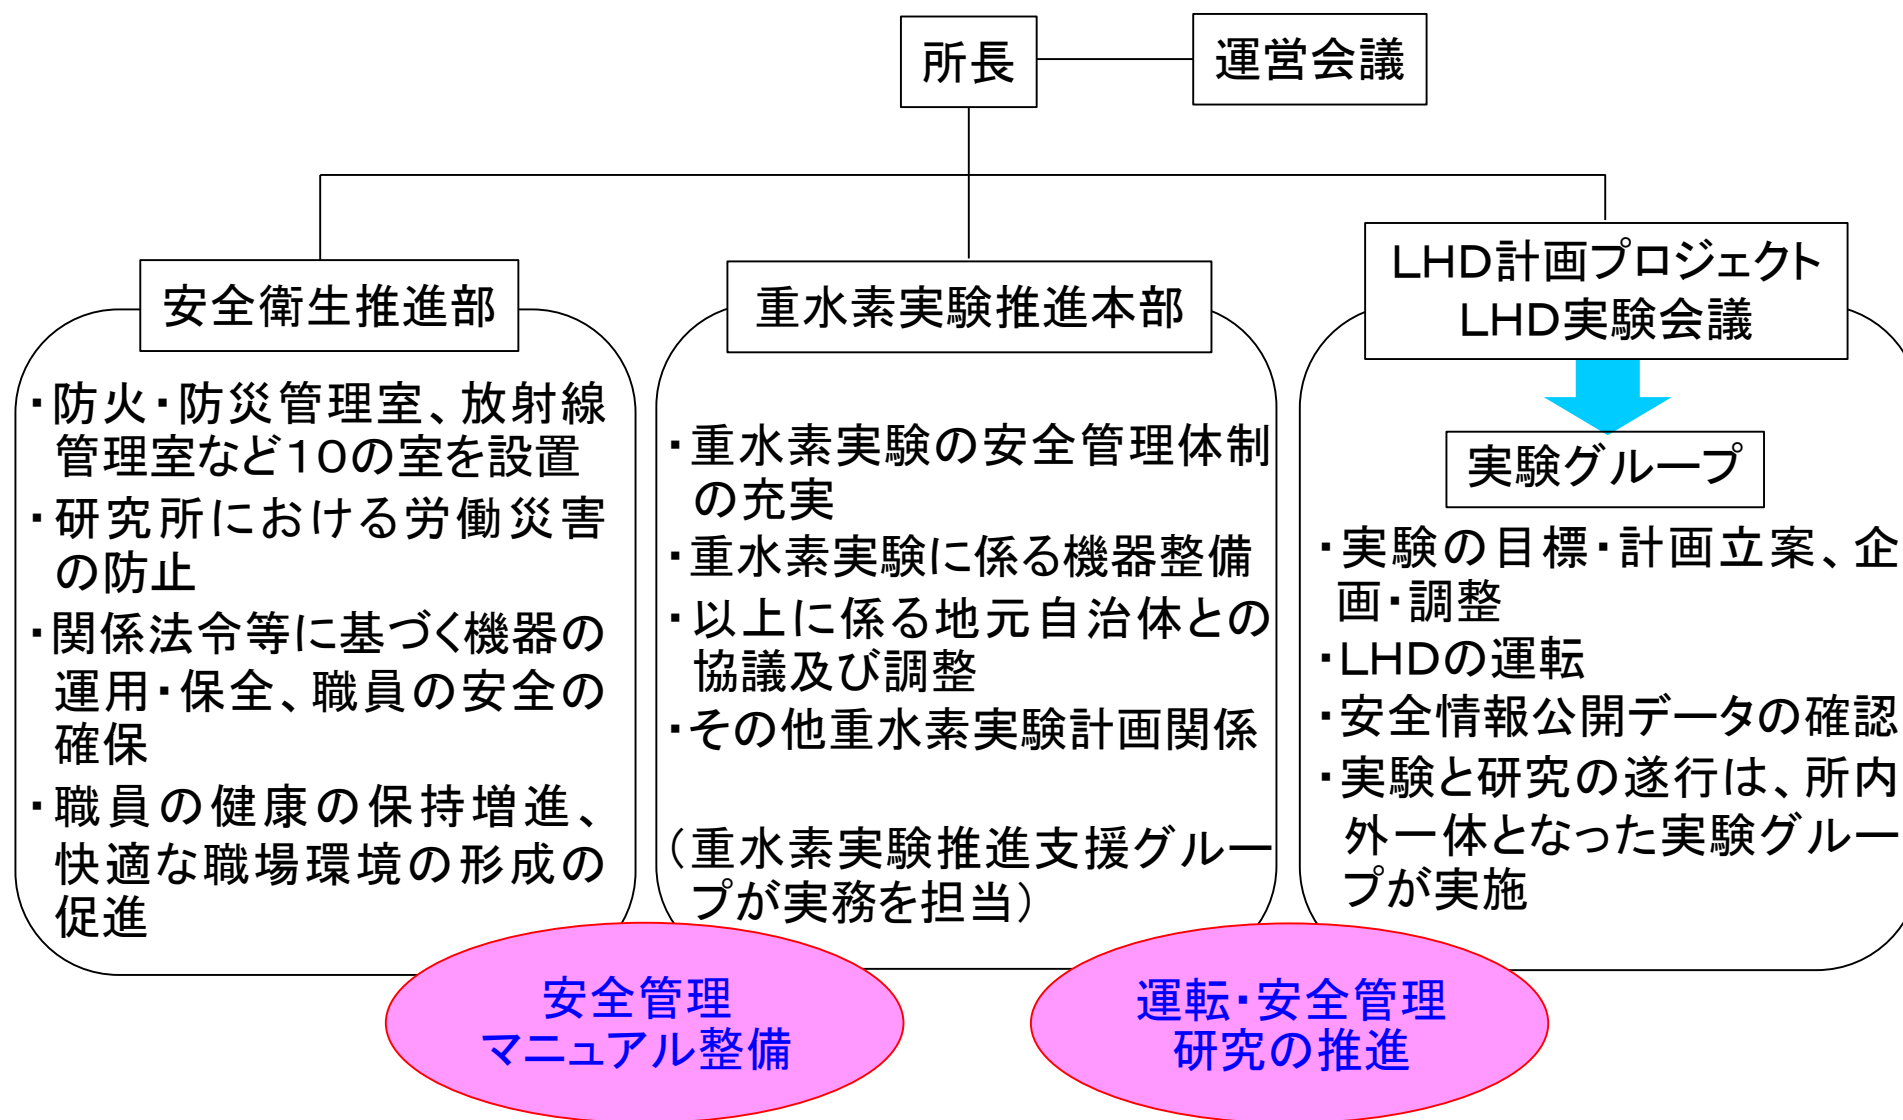 所長
運営会議
安全衛生推進部
・防火・防災管理室、放射線
管理室など10の室を設置
・研究所における労働災害
の防止
・関係法令等に基づく機器の
運用・保全、職員の安全の
確保
・職員の健康の保持増進、
快適な職場環境の形成の
促進
重水素実験推進本部
・重水素実験の安全管理体制
の充実
・重水素実験に係る機器整備
・以上に係る地元自治体との
協議及び調整
・その他重水素実験計画関係
(重水素実験推進支援グルー
プが実務を担当)
LHD計画プロジェクト
LHD実験会議
実験グループ
・実験の目標・計画立案、企
画・調整
・LHDの運転
・安全情報公開データの確認
・実験と研究の遂行は、所内
外一体となった実験グルー
プが実施
安全管理
マニュアル整備
運転・安全管理
研究の推進